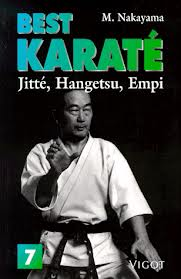 M. Nakayama
BEST
KARATÉ
Jitté, Hangetsu, Empi
7
VIGOT